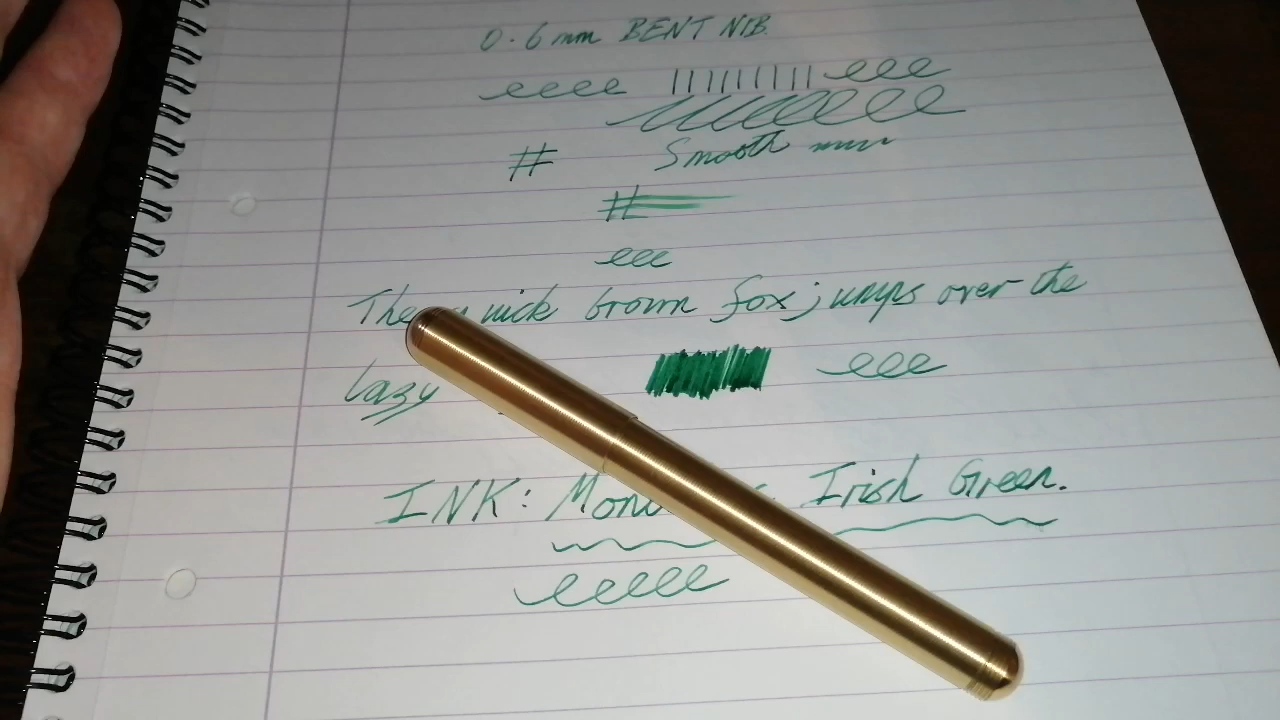 0.6 mm BENT NIB.
eeee |||||||||| eee
# Smooth
#
eee
The quick brown fox jumps over the
lazy eee
INK: Irish Green.
eeeee